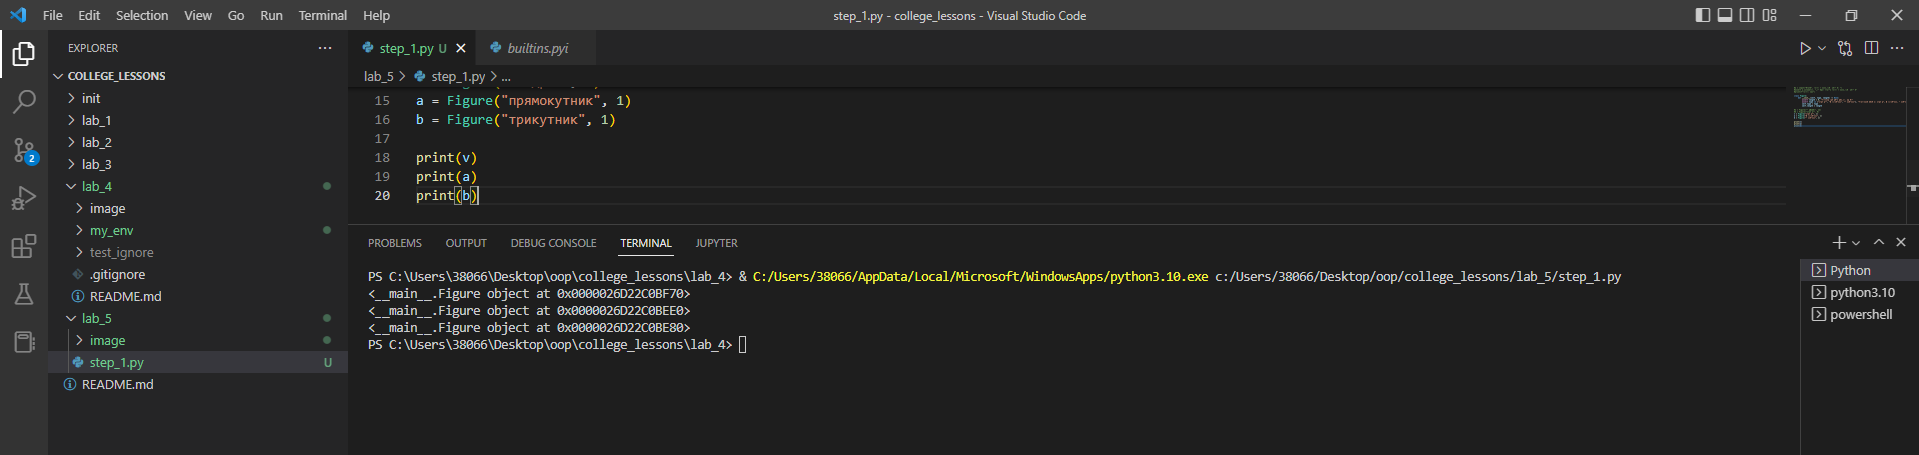 File Edit Selection View Go Run Terminal Help
step_1.py - college_lessons - Visual Studio Code
EXPLORER
COLLEGE_LESSONS
init
lab_1
lab_2
lab_3
lab_4
image
my_env
test_ignore
.gitignore
README.md
lab_5
image
step_1.py U
README.md
2
step_1.py U
builtins.pyi
lab_5 > step_1.py > ...
15 a = Figure("прямокутник", 1)
16 b = Figure("трикутник", 1)
17
18 print(v)
19 print(a)
20 print(b)
PROBLEMS OUTPUT DEBUG CONSOLE TERMINAL JUPYTER
PS C:\Users\38066\Desktop\oop\college_lessons\lab_4> & C:/Users/38066/AppData/Local/Microsoft/WindowsApps/python3.10.exe c:/Users/38066/Desktop/oop/college_lessons/lab_5/step_1.py
<__main__.Figure object at 0x0000026D22C0BF70>
<__main__.Figure object at 0x0000026D22C0BEE0>
<__main__.Figure object at 0x0000026D22C0BE80>
PS C:\Users\38066\Desktop\oop\college_lessons\lab_4>
Python
python3.10
powershell